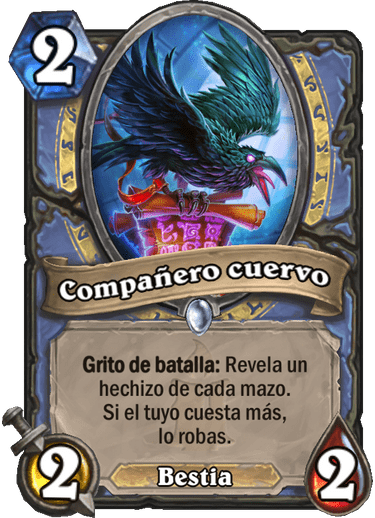 2
Compañero cuervo
Grito de batalla: Revela un
hechizo de cada mazo.
Si el tuyo cuesta más,
lo robas.
2
Bestia
2